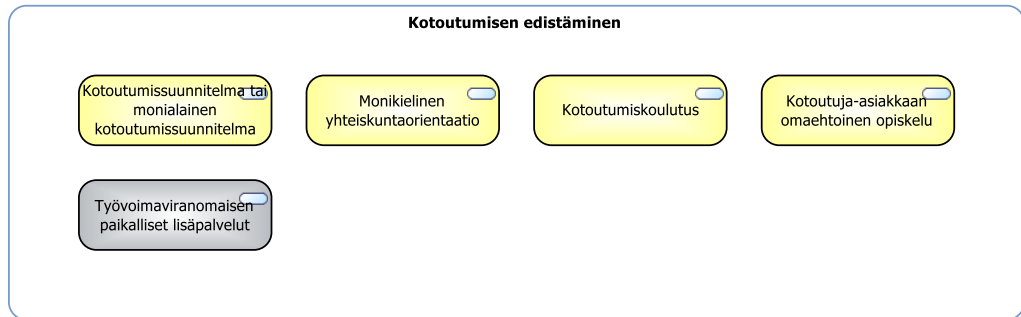 Kotoutumisen edistäminen
Kotoutumissuunnitelma tai
monialainen
kotoutumissuunnitelma
Monikielinen
yhteiskuntaorientaatio
Kotoutumiskoulutus
Kotoutuja-asiakkaan
omaehtoinen opiskelu
Työvoimaviranomaisen
paikalliset lisäpalvelut